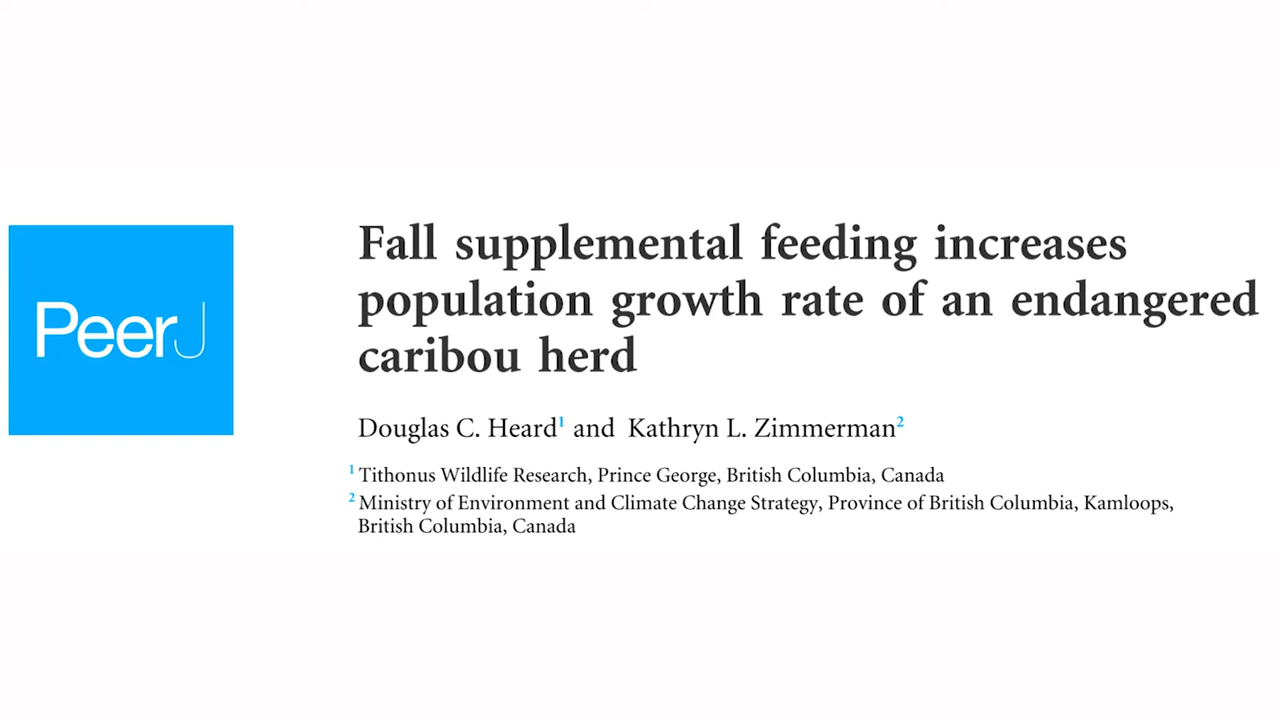 PeerJ
Fall supplemental feeding increases
population growth rate of an endangered
caribou herd
Douglas C. Heard1 and Kathryn L. Zimmerman2
1 Tithonus Wildlife Research, Prince George, British Columbia, Canada
2 Ministry of Environment and Climate Change Strategy, Province of British Columbia, Kamloops,
British Columbia, Canada